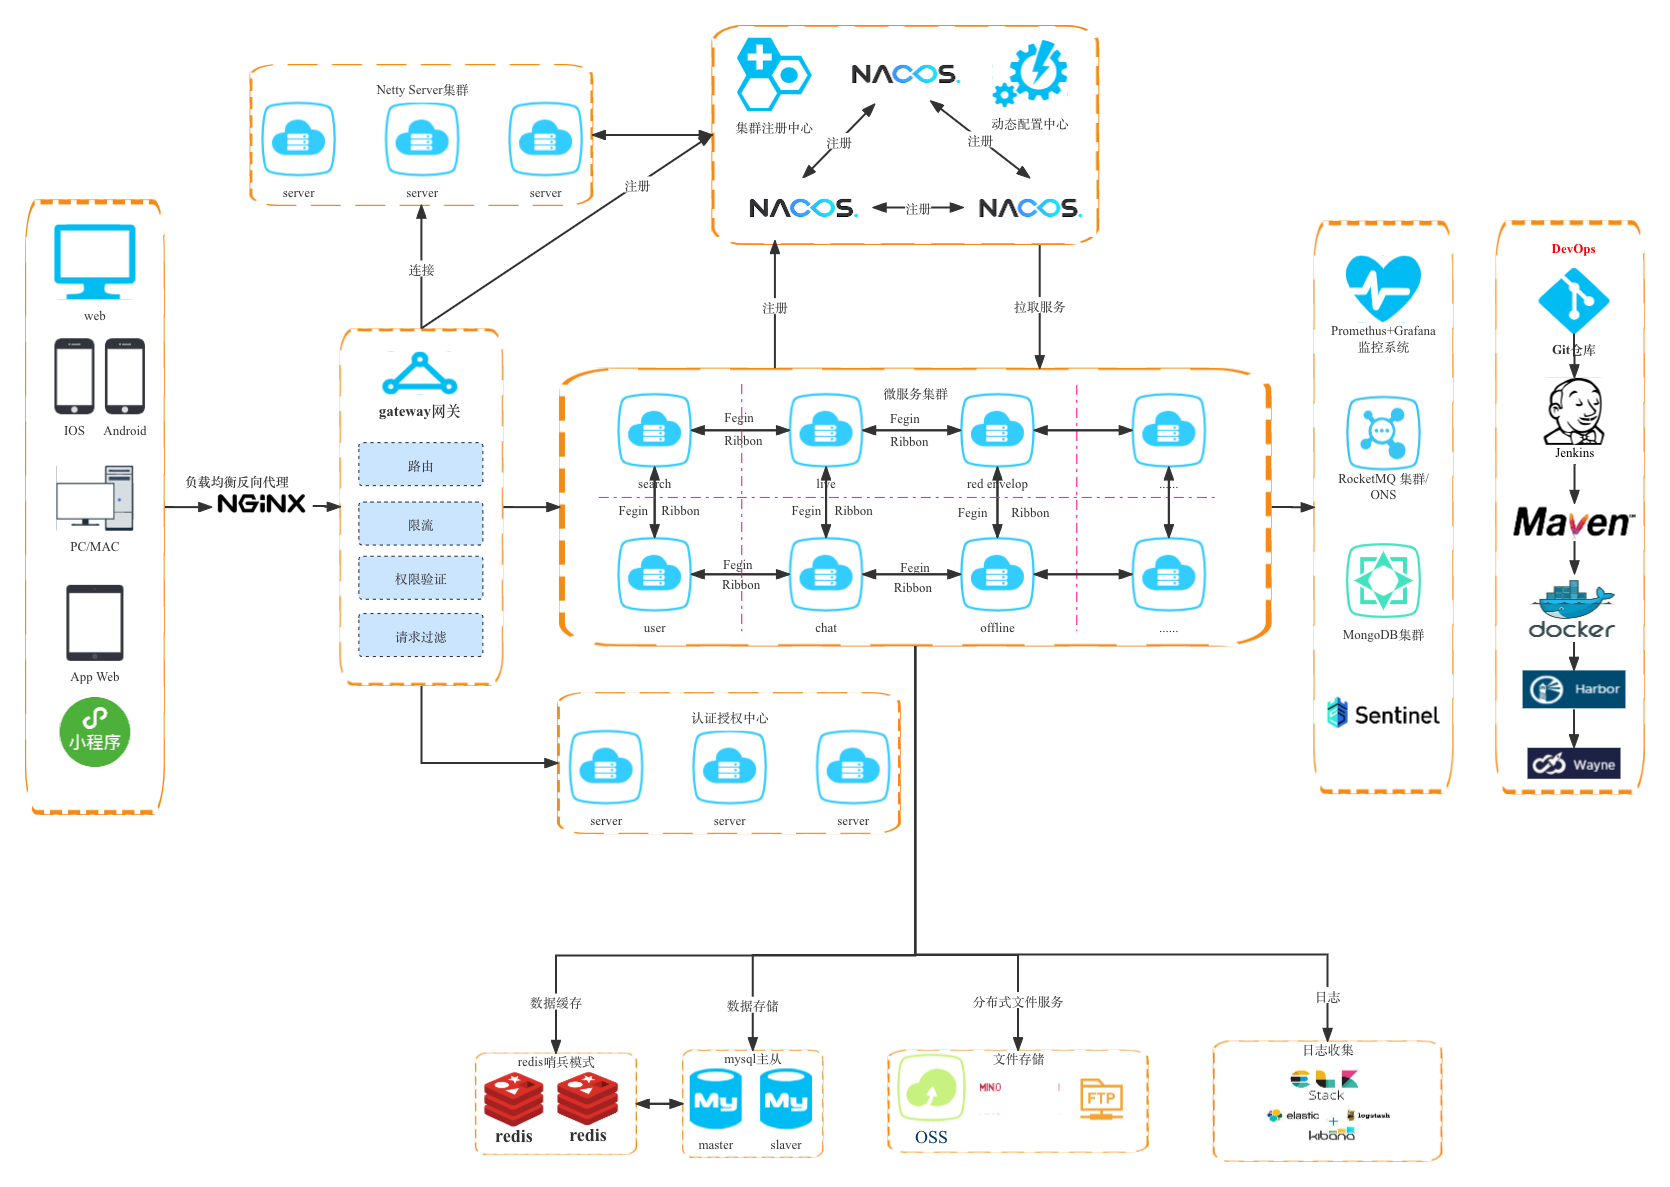 web
IOS
Android
PC/MAC
App Web
小程序
负载均衡反向代理
NGINX
Netty Server集群
server
server
server
连接
注册
gateway网关
路由
限流
权限验证
请求过滤
集群注册中心
NACOS.
动态配置中心
注册
注册
NACOS.
注册
NACOS.
注册
拉取服务
微服务集群
Fegin
Ribbon
Fegin
Ribbon
search
live
red envelop
......
Fegin
Ribbon
Fegin
Ribbon
Fegin
Ribbon
Fegin
Ribbon
Fegin
Ribbon
user
chat
offline
......
认证授权中心
server
server
server
Promethus+Grafana
监控系统
RocketMQ 集群/
ONS
MongoDB集群
Sentinel
DevOps
Git仓库
Jenkins
Maven™
docker
Harbor
Wayne
数据缓存
数据存储
分布式文件服务
日志
redis哨兵模式
redis
redis
mysql主从
My
My
master
slaver
文件存储
OSS
MINIO
FTP
日志收集
ELK
Stack
elastic
+
logstash
kibana